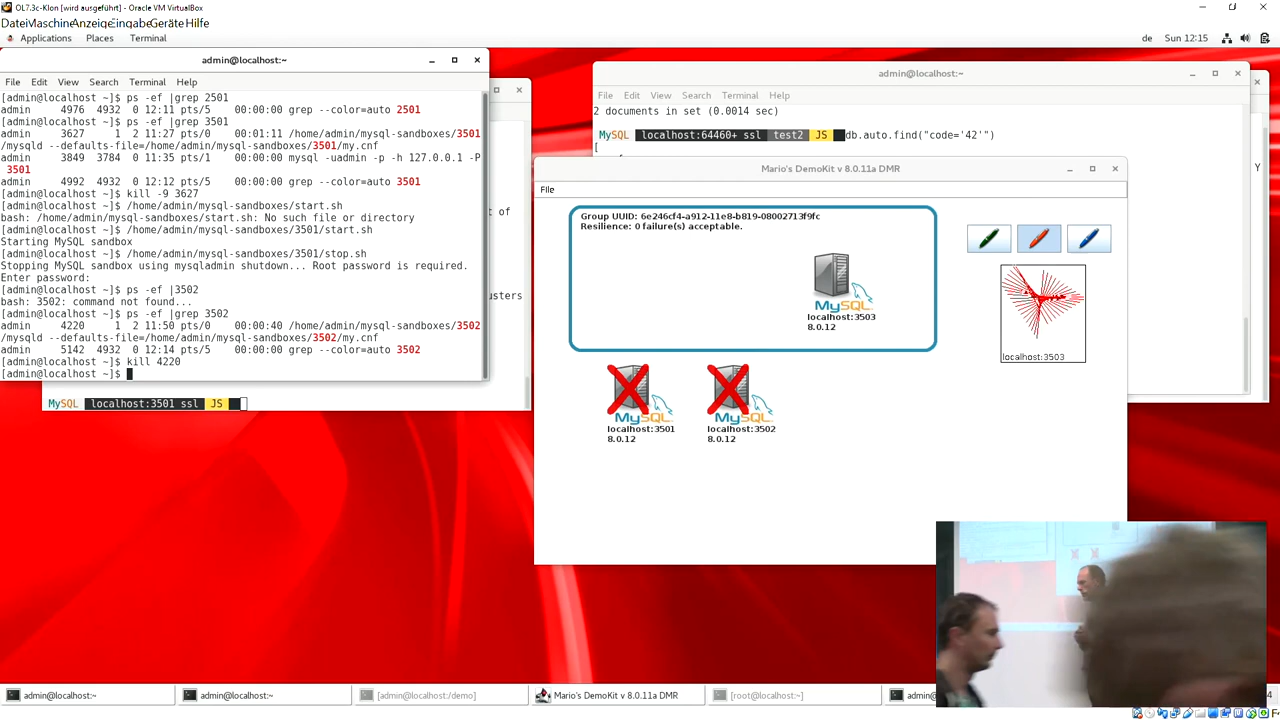 OL7.3c-Klon [wird ausgeführt] - Oracle VM VirtualBox
Datei Maschine Anzeige Eingabe Geräte Hilfe
Applications Places Terminal
de Sun 12:15
admin@localhost:~
File Edit View Search Terminal Help
[admin@localhost ~]$ ps -ef |grep 2501
admin 4976 4932 0 12:11 pts/5 00:00:00 grep --color=auto 2501
[admin@localhost ~]$ ps -ef |grep 3501
admin 3627 1 2 11:27 pts/0 00:01:11 /home/admin/mysql-sandboxes/3501
/mysqld --defaults-file=/home/admin/mysql-sandboxes/3501/my.cnf
admin 3849 3784 0 11:35 pts/1 00:00:00 mysql -uadmin -p -h 127.0.0.1 -P
3501
admin 4992 4932 0 12:12 pts/5 00:00:00 grep --color=auto 3501
[admin@localhost ~]$ kill -9 3627
[admin@localhost ~]$ /home/admin/mysql-sandboxes/start.sh
bash: /home/admin/mysql-sandboxes/start.sh: No such file or directory
[admin@localhost ~]$ /home/admin/mysql-sandboxes/3501/start.sh
Starting MySQL sandbox
[admin@localhost ~]$ /home/admin/mysql-sandboxes/3501/stop.sh
Stopping MySQL sandbox using mysqladmin shutdown... Root password is required.
Enter password:
[admin@localhost ~]$ ps -ef |3502
bash: 3502: command not found...
[admin@localhost ~]$ ps -ef |grep 3502
admin 4220 1 2 11:50 pts/0 00:00:40 /home/admin/mysql-sandboxes/3502
/mysqld --defaults-file=/home/admin/mysql-sandboxes/3502/my.cnf
admin 5142 4932 0 12:14 pts/5 00:00:00 grep --color=auto 3502
[admin@localhost ~]$ kill 4220
[admin@localhost ~]$
t of
usters
MySQL localhost:3501 ssl JS
admin@localhost:~
File Edit View Search Terminal Help
2 documents in set (0.0014 sec)
MySQL localhost:64460+ ssl test2 JS db.auto.find("code='42'")
[
Y
Mario's DemoKit v 8.0.11a DMR
File
Group UUID: 6e246cf4-a912-11e8-b819-08002713f9fc
Resilience: 0 failure(s) acceptable.
MySQL
localhost:3503
8.0.12
localhost:3503
MySQL
localhost:3501
8.0.12
MySQL
localhost:3502
8.0.12
admin@localhost:~
admin@localhost:~
[admin@localhost:/demo]
Mario's DemoKit v 8.0.11a DMR
[root@localhost:~]
admin@localhost:~